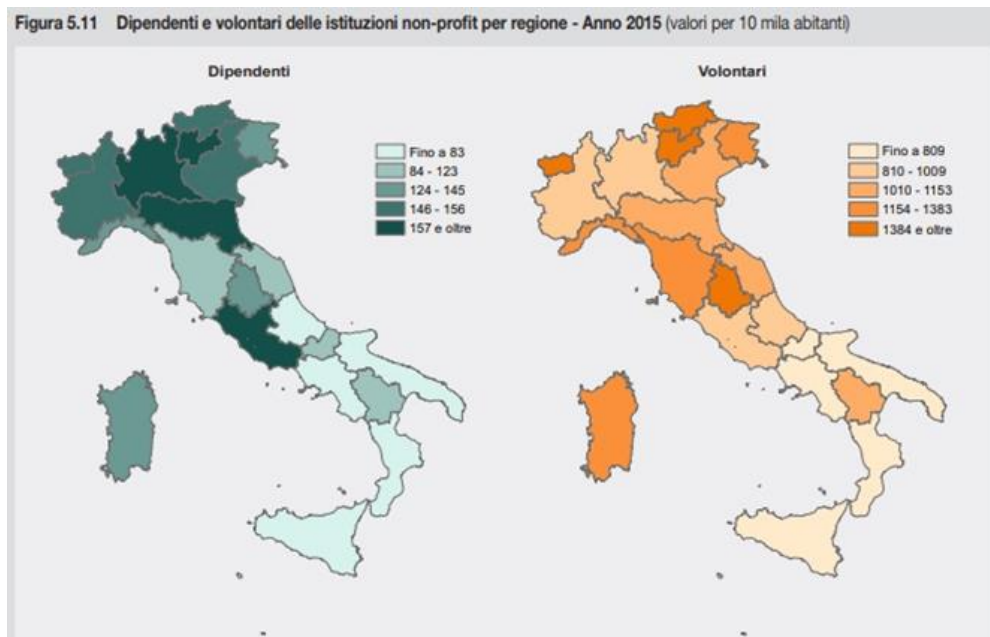 Figura 5.11 Dipendenti e volontari delle istituzioni non-profit per regione - Anno 2015 (valori per 10 mila abitanti)
Dipendenti
Fino a 83
84 - 123
124 - 145
146 - 156
157 e oltre
Volontari
Fino a 809
810 - 1009
1010 - 1153
1154 - 1383
1384 e oltre